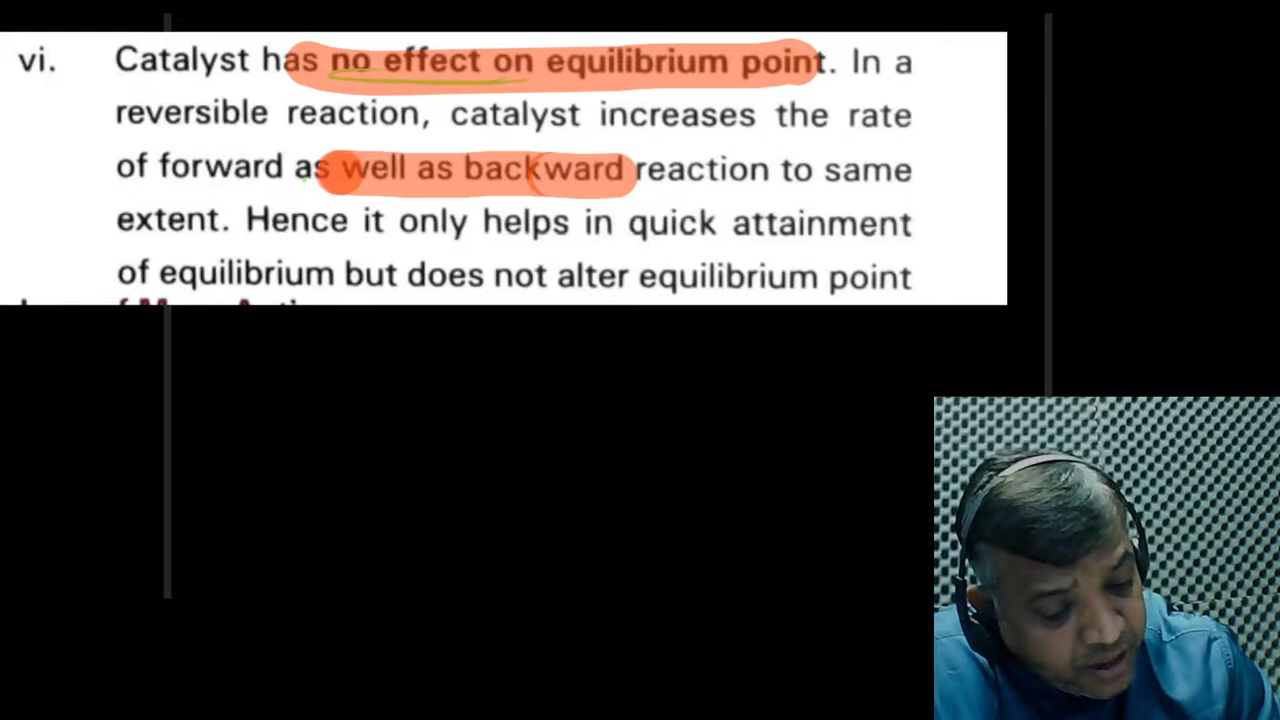 vi. Catalyst has no effect on equilibrium point. In a
reversible reaction, catalyst increases the rate
of forward as well as backward reaction to same
extent. Hence it only helps in quick attainment
of equilibrium but does not alter equilibrium point